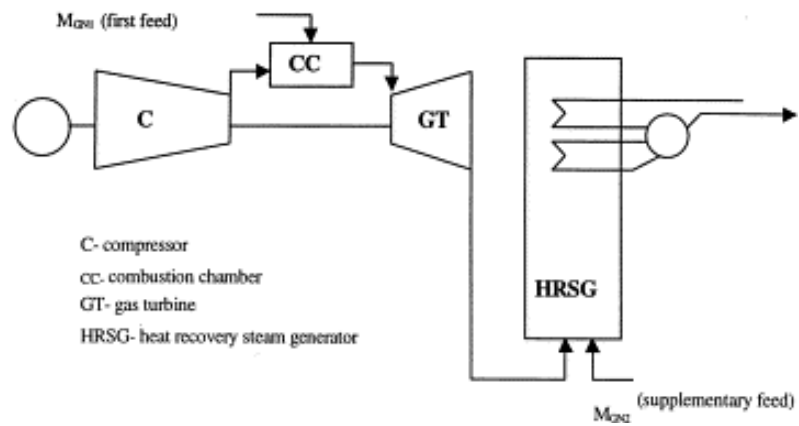 M_GN1 (first feed)
CC
C
GT
C- compressor
CC- combustion chamber
GT- gas turbine
HRSG- heat recovery steam generator
HRSG
(supplementary feed)
M_GN2